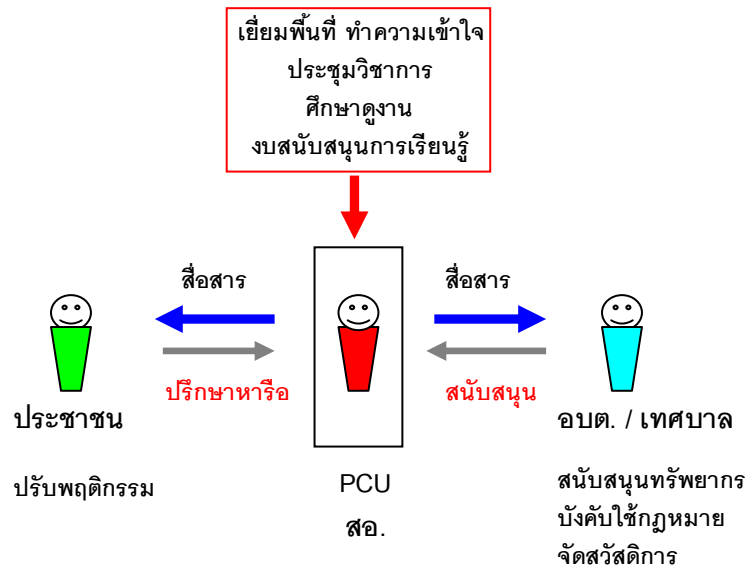 เยี่ยมพื้นที่ ทำความเข้าใจ
ประชุมวิชาการ
ศึกษาดูงาน
งบสนับสนุนการเรียนรู้
สื่อสาร
สื่อสาร
ปรึกษาหารือ
สนับสนุน
ประชาชน
อบต. / เทศบาล
ปรับพฤติกรรม
PCU
สอ.
สนับสนุนทรัพยากร
บังคับใช้กฎหมาย
จัดสวัสดิการ